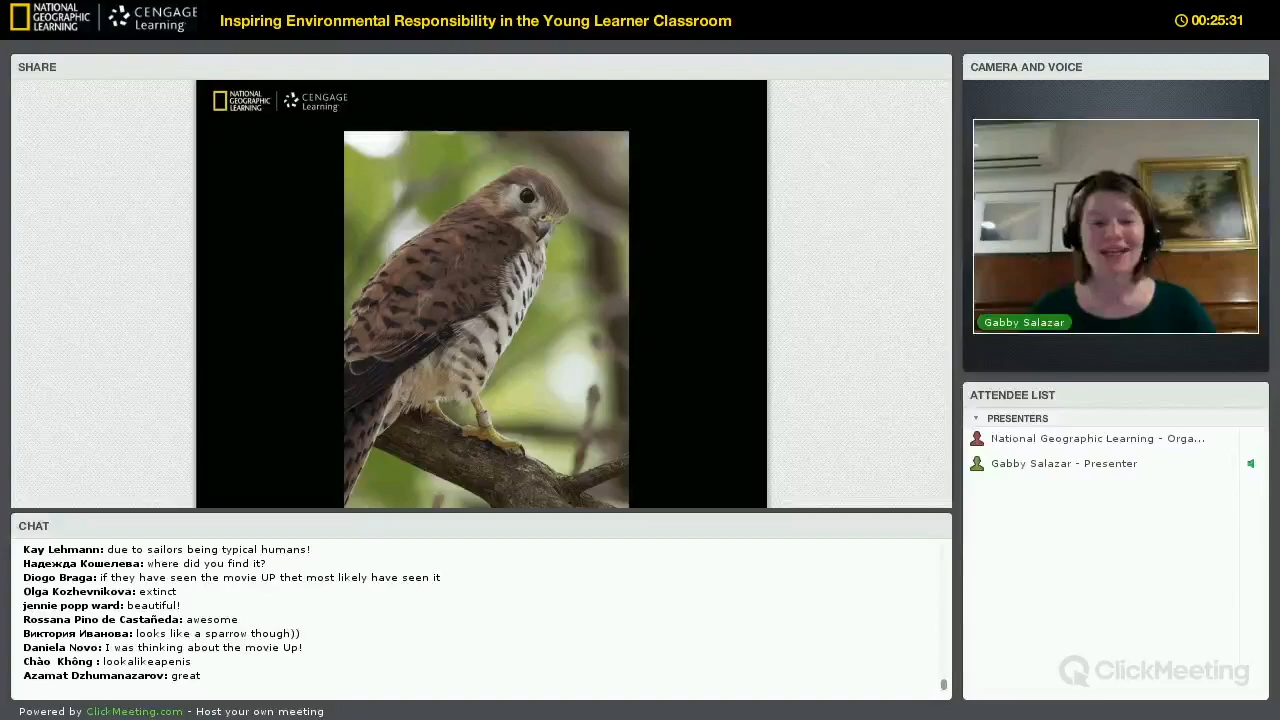 NATIONAL GEOGRAPHIC LEARNING
CENGAGE Learning®
Inspiring Environmental Responsibility in the Young Learner Classroom
00:25:31
SHARE
NATIONAL GEOGRAPHIC LEARNING
CENGAGE Learning®
CAMERA AND VOICE
Gabby Salazar
ATTENDEE LIST
PRESENTERS
National Geographic Learning - Orga...
Gabby Salazar - Presenter
CHAT
Kay Lehmann: due to sailors being typical humans!
Надежда Кошелева: where did you find it?
Diogo Braga: if they have seen the movie UP thet most likely have seen it
Olga Kozhevnikova: extinct
jennie popp ward: beautiful!
Rossana Pino de Castañeda: awesome
Виктория Иванова: looks like a sparrow though))
Daniela Novo: I was thinking about the movie Up!
Chào Không : lookalikeapenis
Azamat Dzhumanazarov: great
ClickMeeting
Powered by ClickMeeting.com - Host your own meeting